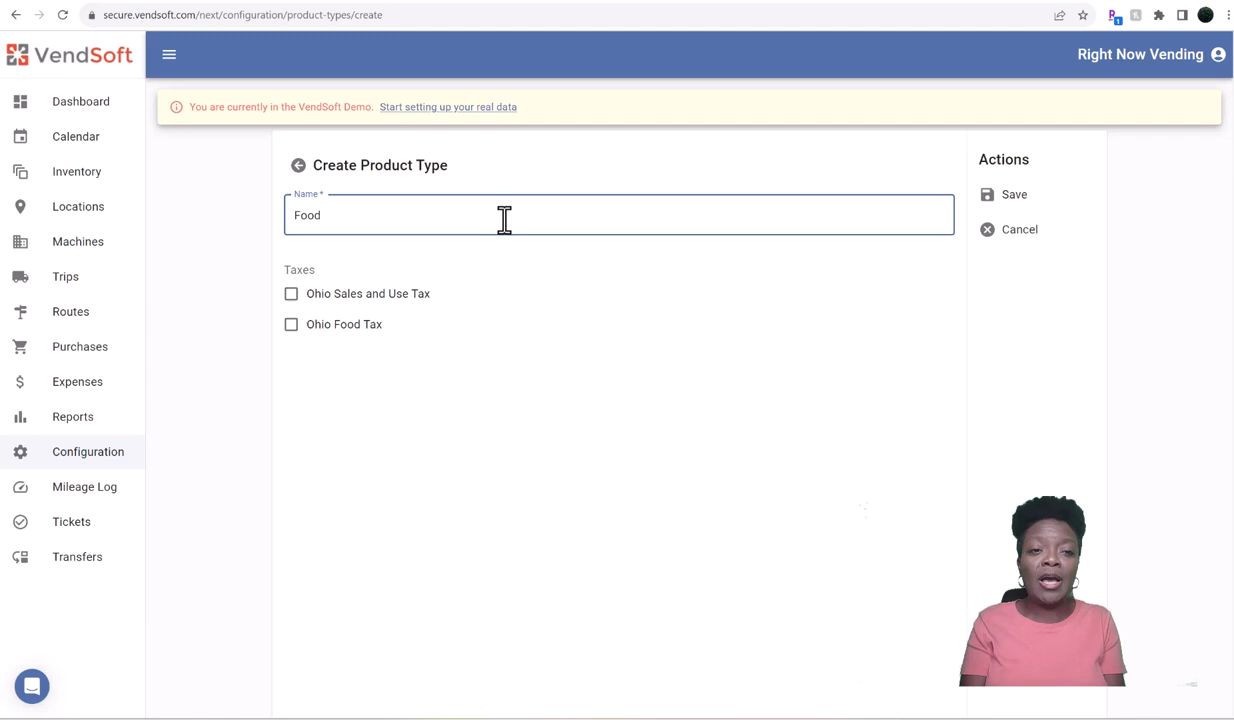 secure.vendsoft.com/next/configuration/product-types/create
VendSoft
Right Now Vending
Dashboard
Calendar
Inventory
Locations
Machines
Trips
Routes
Purchases
Expenses
Reports
Configuration
Mileage Log
Tickets
Transfers
You are currently in the VendSoft Demo. Start setting up your real data
Create Product Type
Name *
Food
Taxes
Ohio Sales and Use Tax
Ohio Food Tax
Actions
Save
Cancel